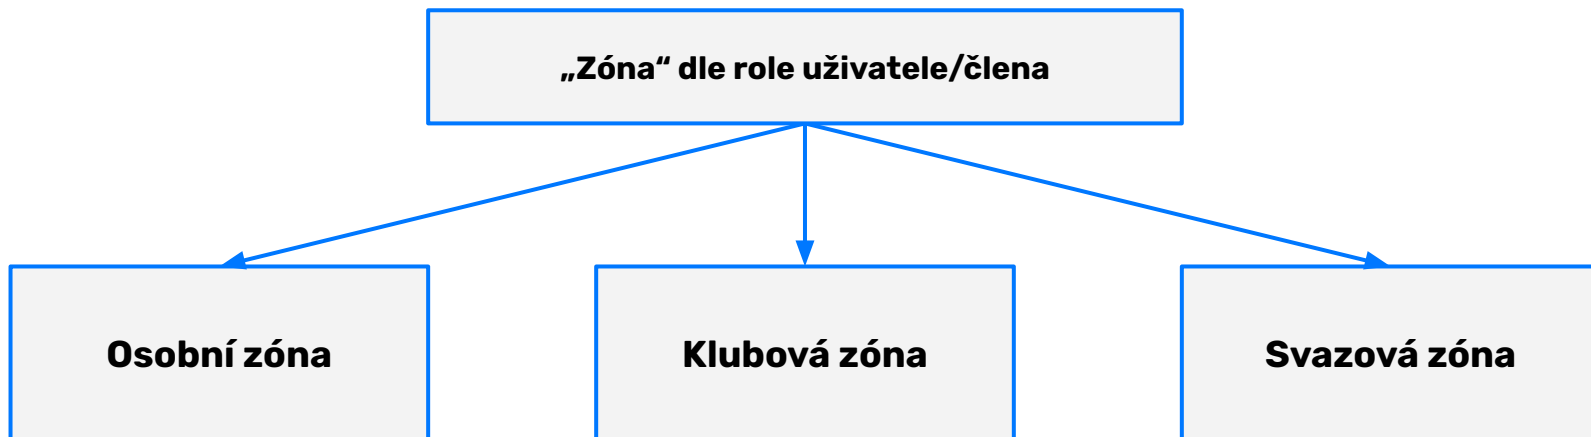 „Zóna“ dle role uživatele/člena
Osobní zóna
Klubová zóna
Svazová zóna